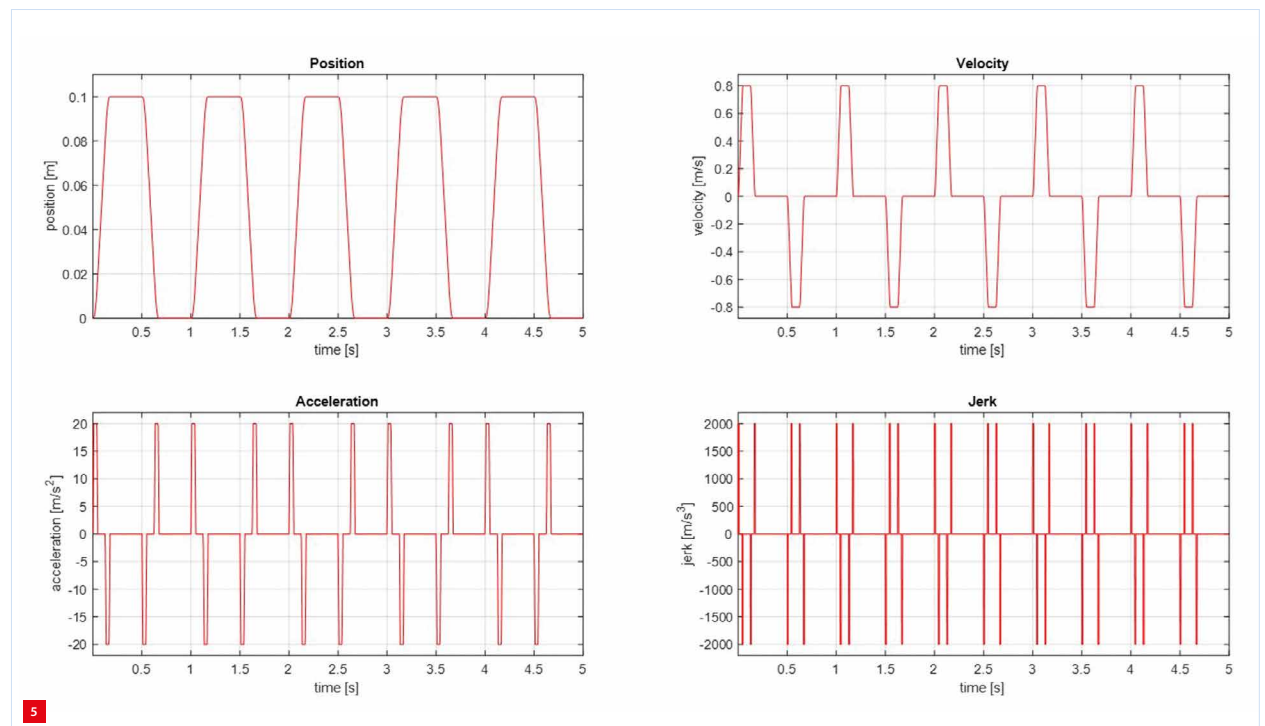 Position
position [m]
0.1
0.08
0.06
0.04
0.02
0
0.5 1 1.5 2 2.5 3 3.5 4 4.5 5
time [s]
Velocity
velocity [m/s]
0.8
0.6
0.4
0.2
0
-0.2
-0.4
-0.6
-0.8
0.5 1 1.5 2 2.5 3 3.5 4 4.5 5
time [s]
Acceleration
acceleration [m/s²]
20
15
10
5
0
-5
-10
-15
-20
0.5 1 1.5 2 2.5 3 3.5 4 4.5 5
time [s]
Jerk
jerk [m/s³]
2000
1500
1000
500
0
-500
-1000
-1500
-2000
0.5 1 1.5 2 2.5 3 3.5 4 4.5 5
time [s]
5